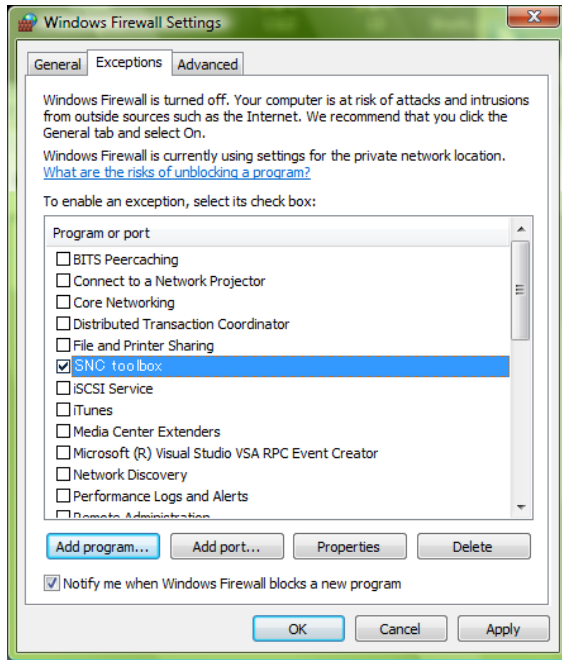 Windows Firewall Settings
General Exceptions Advanced
Windows Firewall is turned off. Your computer is at risk of attacks and intrusions
from outside sources such as the Internet. We recommend that you click the
General tab and select On.
Windows Firewall is currently using settings for the private network location.
What are the risks of unblocking a program?
To enable an exception, select its check box:
Program or port
BITS Peercaching
Connect to a Network Projector
Core Networking
Distributed Transaction Coordinator
File and Printer Sharing
SNC toolbox
iSCSI Service
iTunes
Media Center Extenders
Microsoft (R) Visual Studio VSA RPC Event Creator
Network Discovery
Performance Logs and Alerts
Remote Administration
Add program... Add port... Properties Delete
Notify me when Windows Firewall blocks a new program
OK Cancel Apply